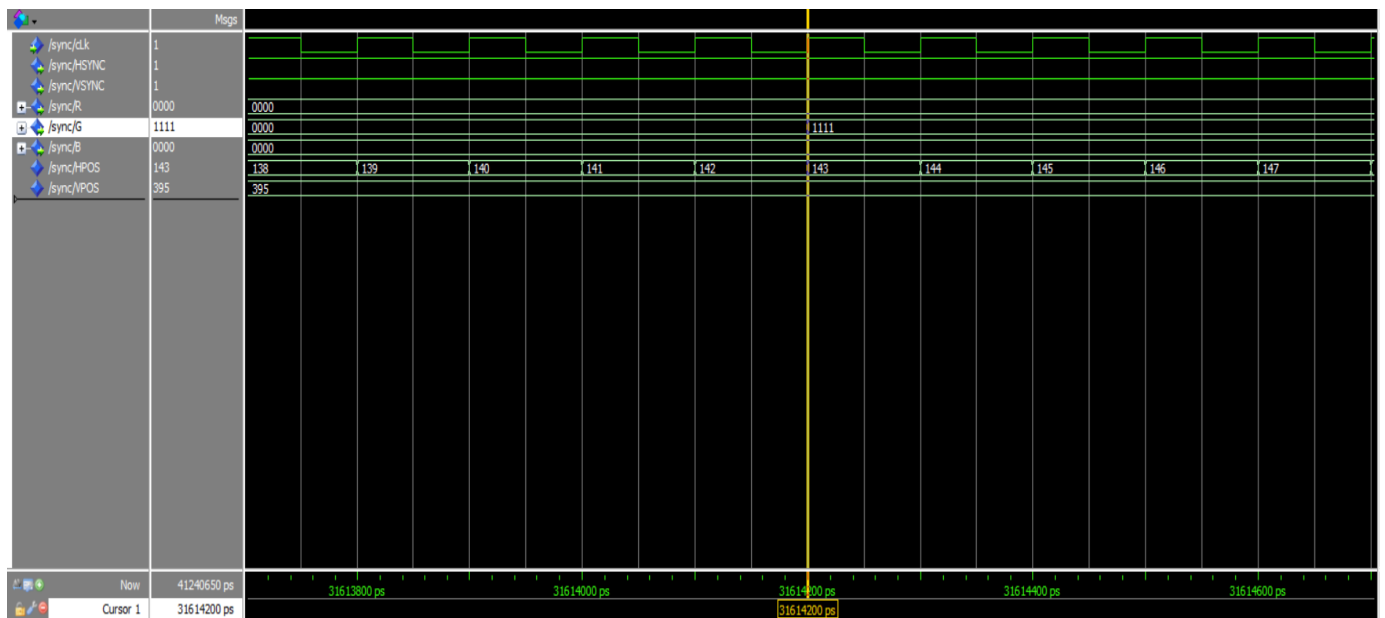 Msgs
/sync/clk 1
/sync/HSYNC 1
/sync/VSYNC 1
/sync/R 0000 0000
/sync/G 1111 0000 1111
/sync/B 0000 0000
/sync/HPOS 143 138 139 140 141 142 143 144 145 146 147
/sync/VPOS 395 395
Now 41240650 ps 31613800 ps 31614000 ps 31614200 ps 31614400 ps 31614600 ps
Cursor 1 31614200 ps 31614200 ps